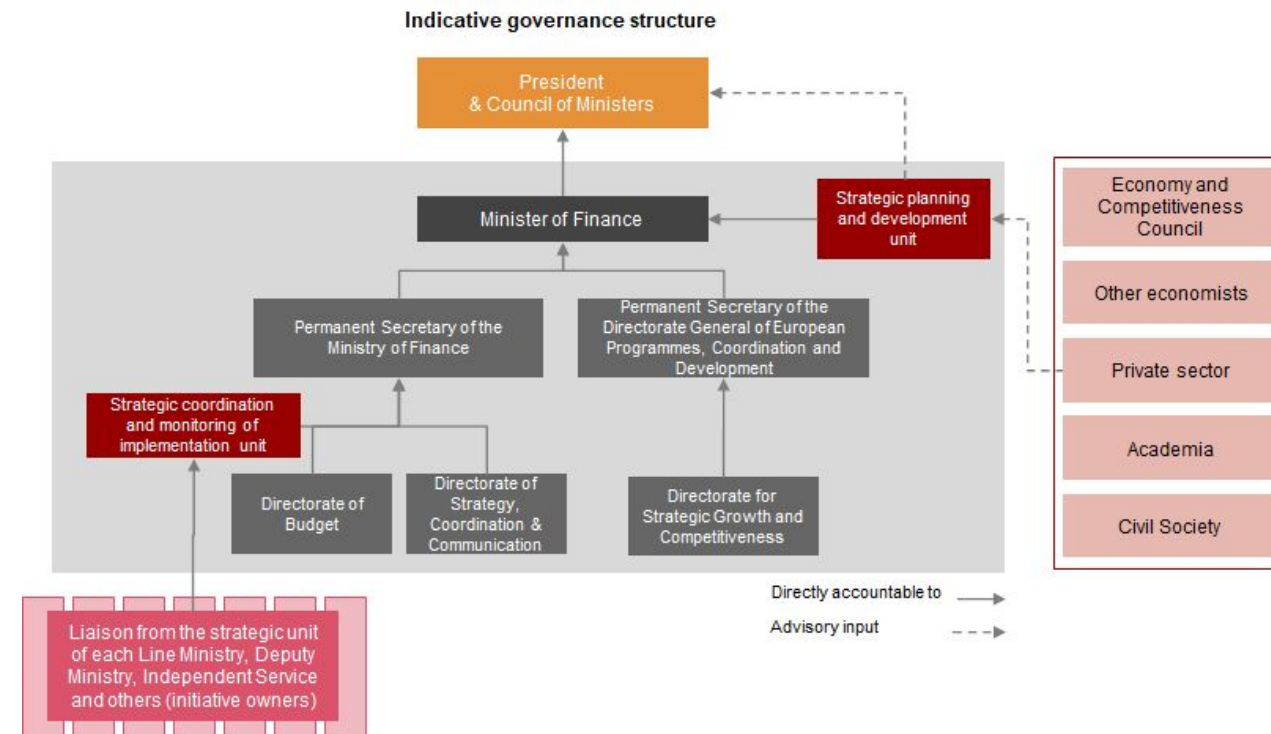 Indicative governance structure
President
& Council of Ministers
Minister of Finance
Strategic planning
and development
unit
Permanent Secretary of the
Ministry of Finance
Permanent Secretary of the
Directorate General of European
Programmes, Coordination and
Development
Strategic coordination
and monitoring of
implementation unit
Directorate of
Budget
Directorate of
Strategy,
Coordination &
Communication
Directorate for
Strategic Growth and
Competitiveness
Economy and
Competitiveness
Council
Other economists
Private sector
Academia
Civil Society
Directly accountable to
Advisory input
Liaison from the strategic unit
of each Line Ministry, Deputy
Ministry, Independent Service
and others (initiative owners)